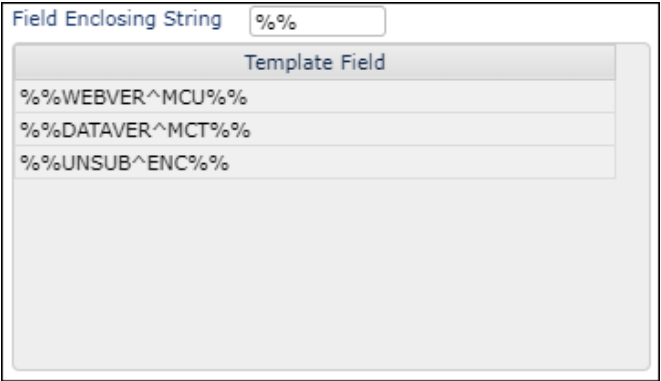 Field Enclosing String %%
Template Field
%%WEBVER^MCU%%
%%DATAVER^MCT%%
%%UNSUB^ENC%%